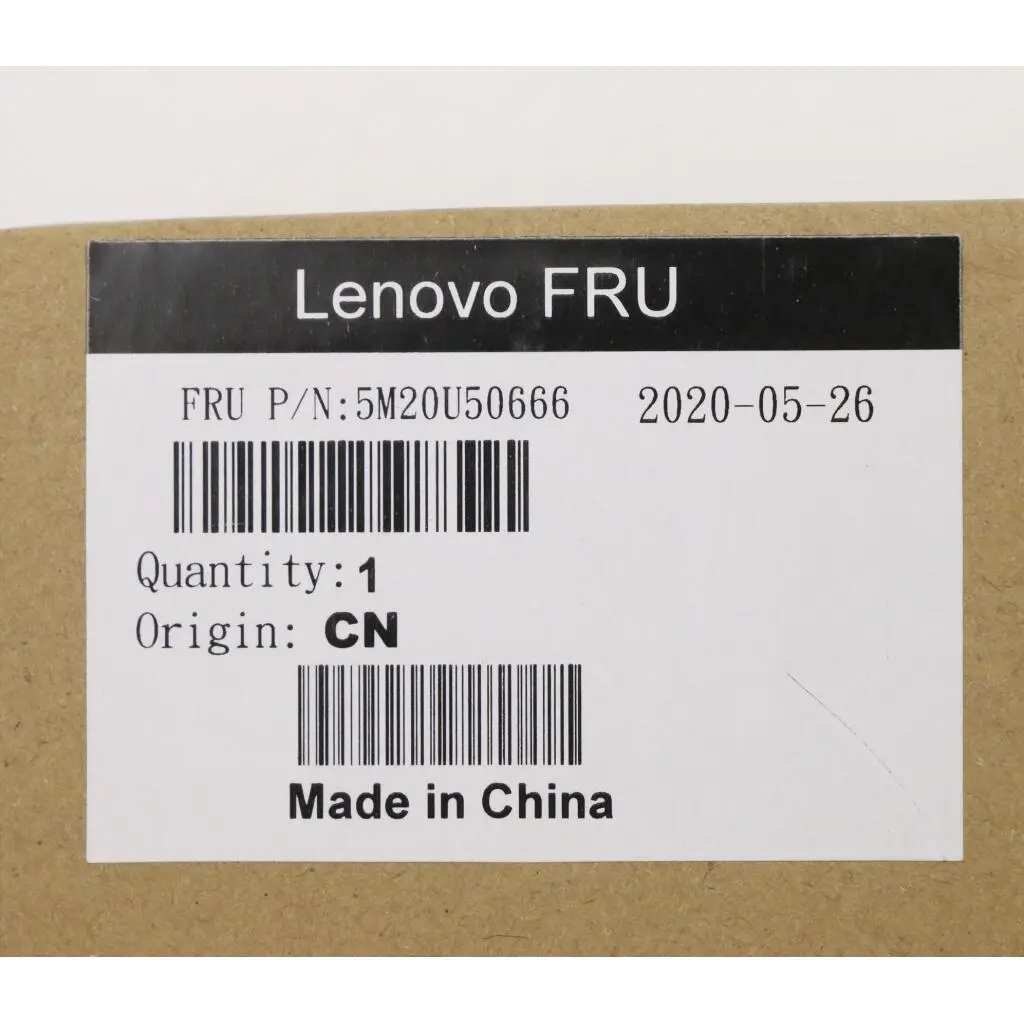 Lenovo FRU
FRU P/N:5M20U50666 2020-05-26
Quantity:1
Origin: CN
Made in China